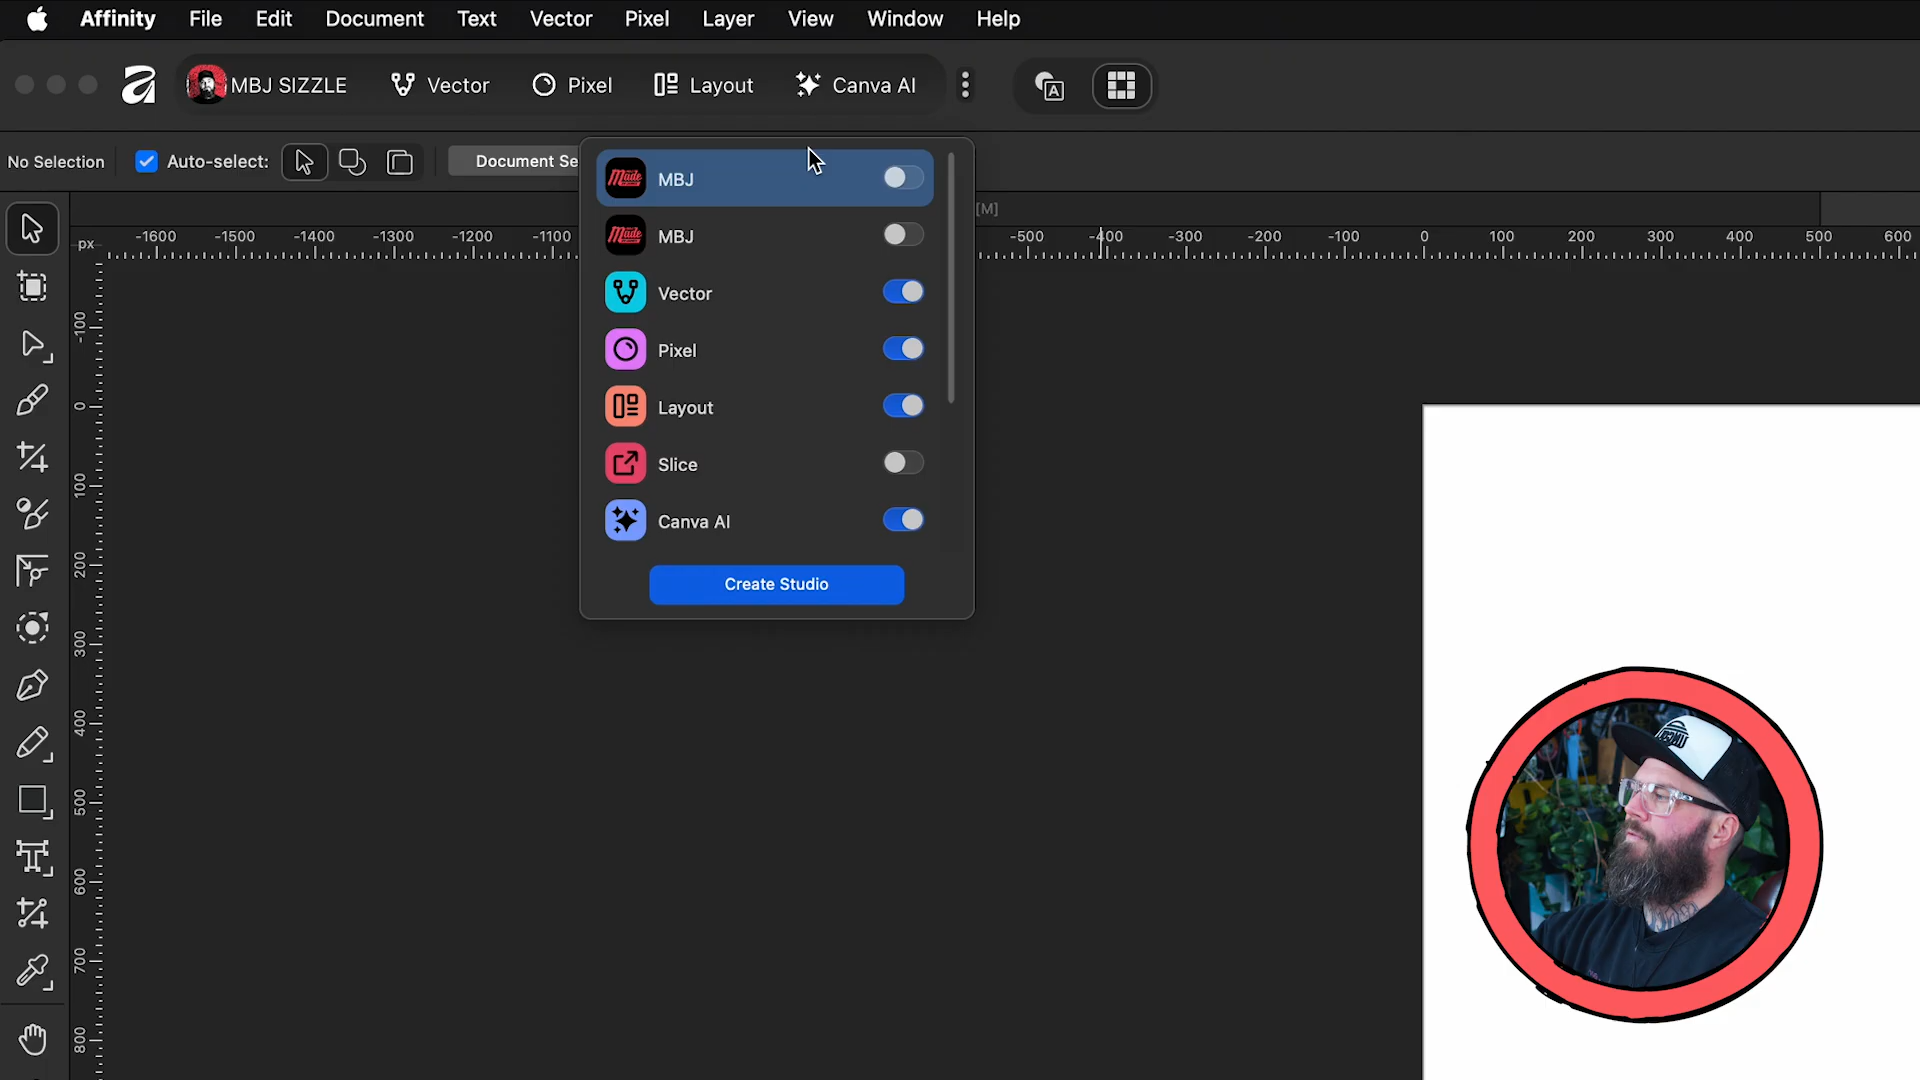 Affinity File Edit Document Text Vector Pixel Layer View Window Help
MBJ SIZZLE Vector Pixel Layout Canva AI A
No Selection Auto-select: Document Se
MBJ
[M]
px -1600 -1500 -1400 -1300 -1200 -1100 -500 -400 -300 -200 -100 0 100 200 300 400 500 600
MBJ
Vector
Pixel
Layout
Slice
Canva AI
Create Studio
-100
0
100
200
300
400
500
600
700
800